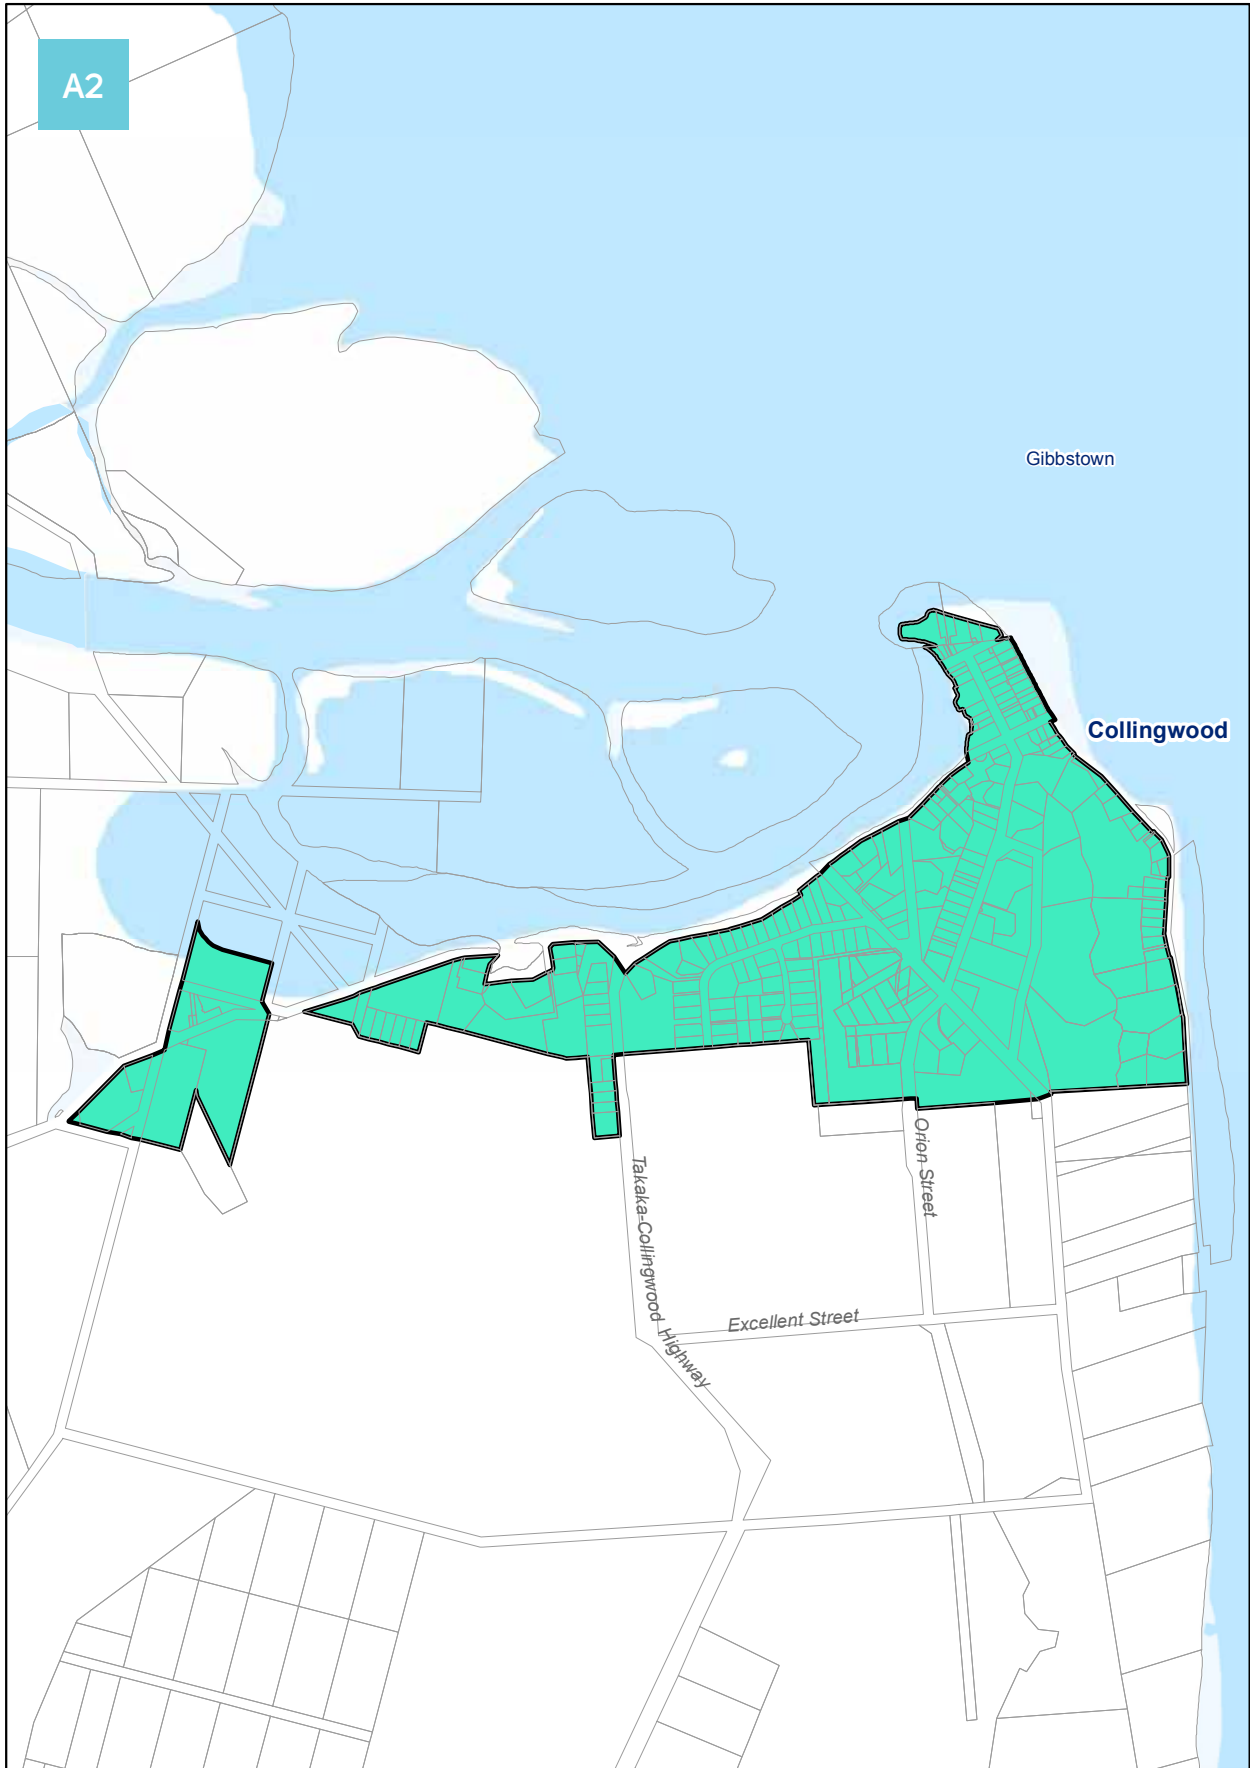 A2
Gibbstown
Collingwood
Orion Street
Takaka-Collingwood Highway
Excellent Street